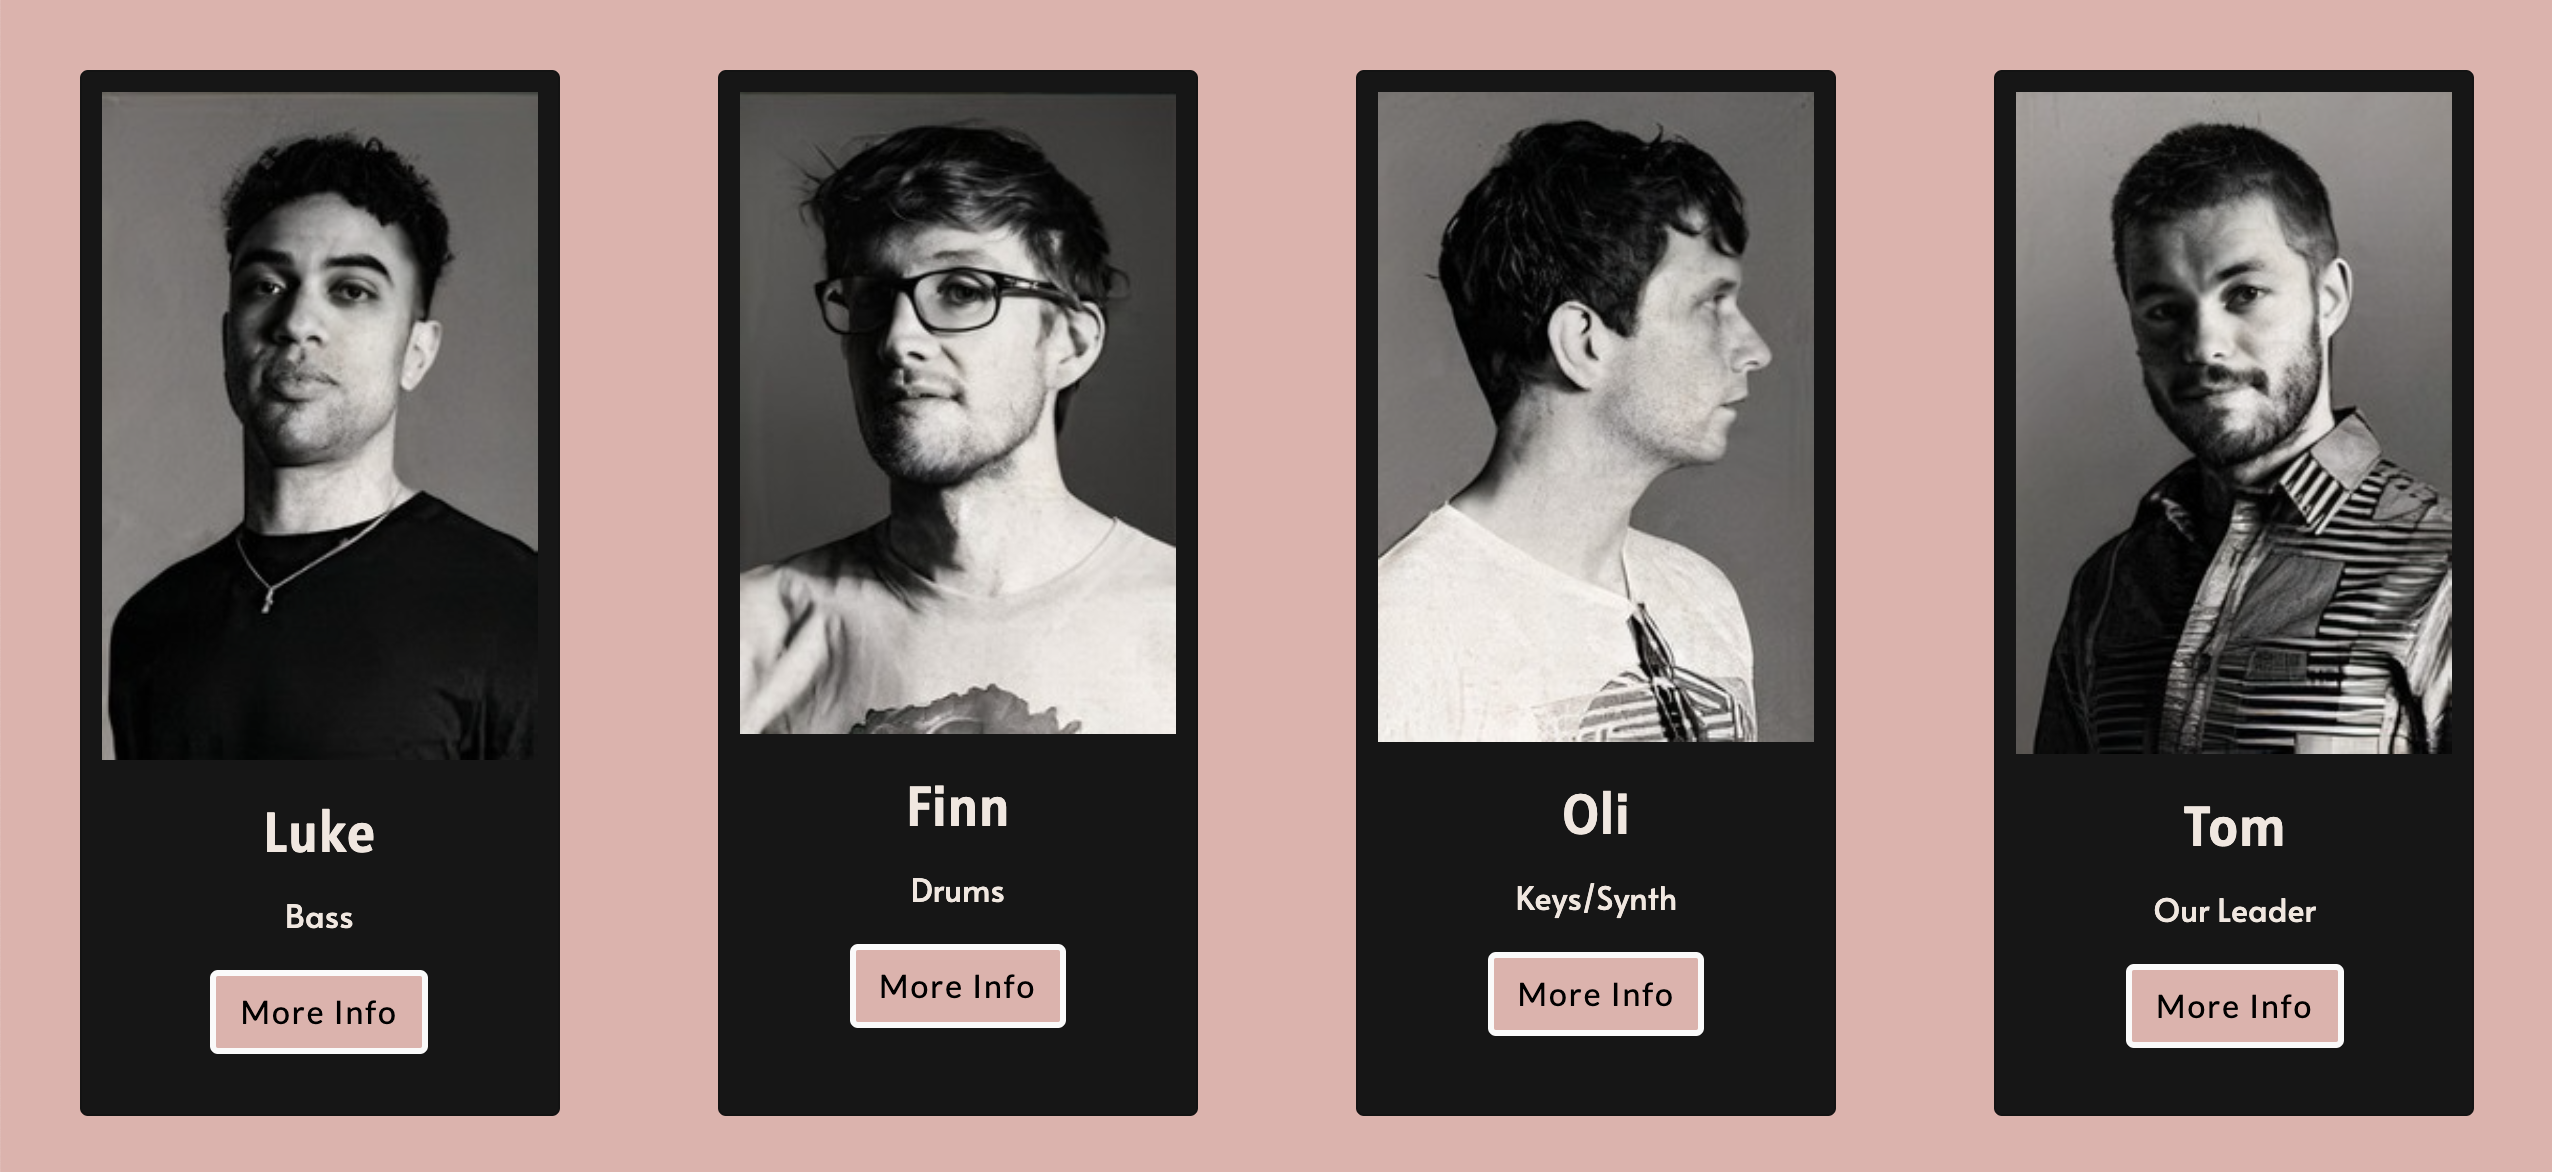 Luke
Bass
More Info
Finn
Drums
More Info
Oli
Keys/Synth
More Info
Tom
Our Leader
More Info